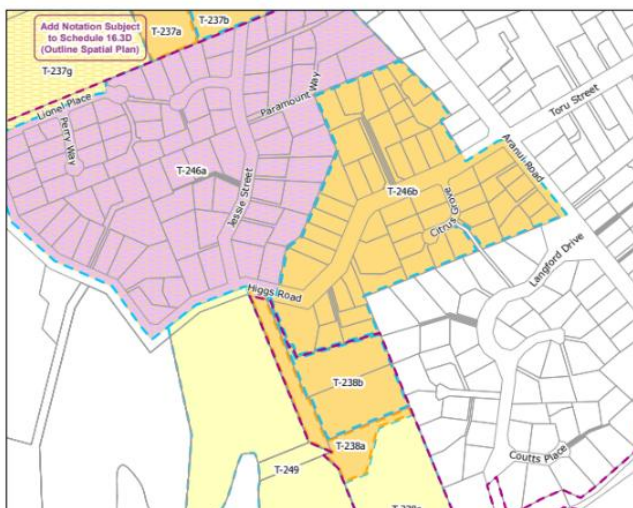 Add Notation Subject
to Schedule 16.3D
(Outline Spatial Plan)
T-237a
T-237b
T-237g
Lionel Place
Perry Way
Paramount Way
Toru Street
Aranui Road
T-246a
T-246b
Jessie Street
Citrus Grove
Langford Drive
Higgs Road
T-238b
T-238a
T-249
Coutts Place